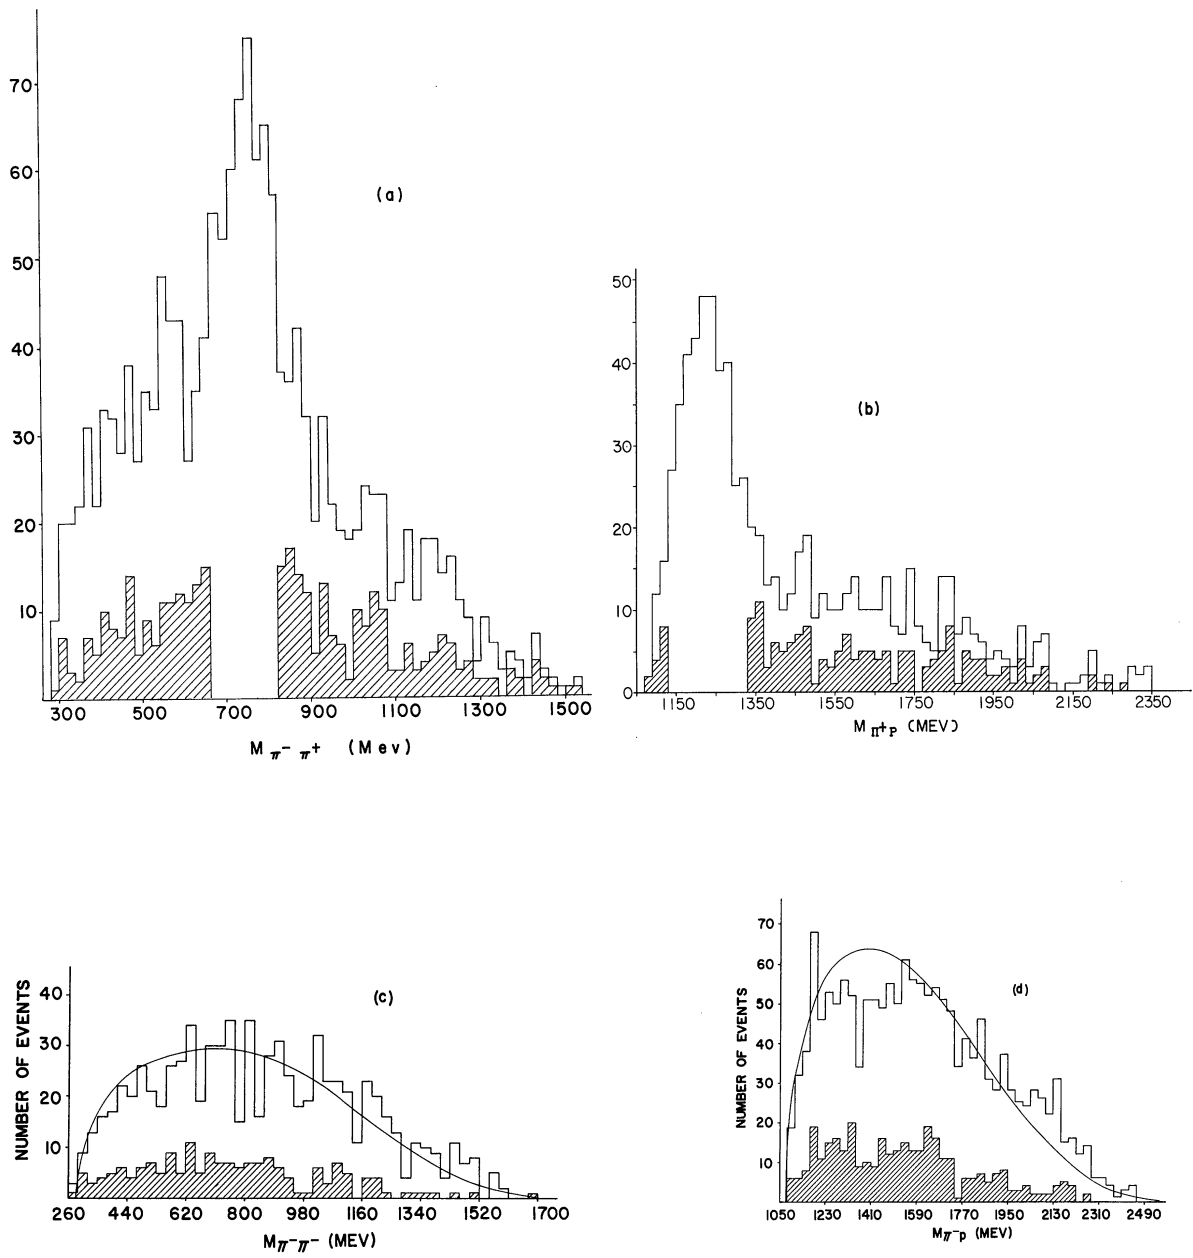 70
60
50
40
30
20
10
(a)
300 500 700 900 1100 1300 1500
M π⁻ π⁺ (Mev)
50
40
30
20
10
0
(b)
1150 1350 1550 1750 1950 2150 2350
M π+P (MEV)
NUMBER OF EVENTS
40
30
20
10
(c)
260 440 620 800 980 1160 1340 1520 1700
Mπ⁻π⁻ (MEV)
NUMBER OF EVENTS
70
60
50
40
30
20
10
(d)
1050 1230 1410 1590 1770 1950 2130 2310 2490
Mπ⁻p (MEV)